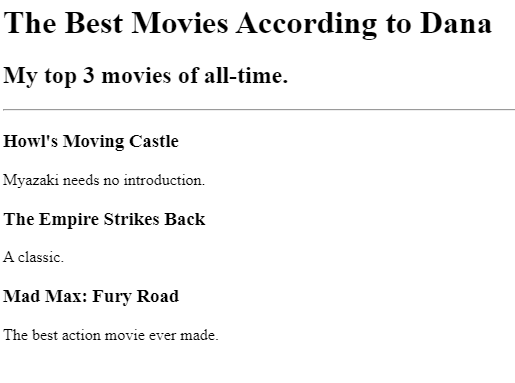 The Best Movies According to Dana
My top 3 movies of all-time.
Howl's Moving Castle
Myazaki needs no introduction.
The Empire Strikes Back
A classic.
Mad Max: Fury Road
The best action movie ever made.